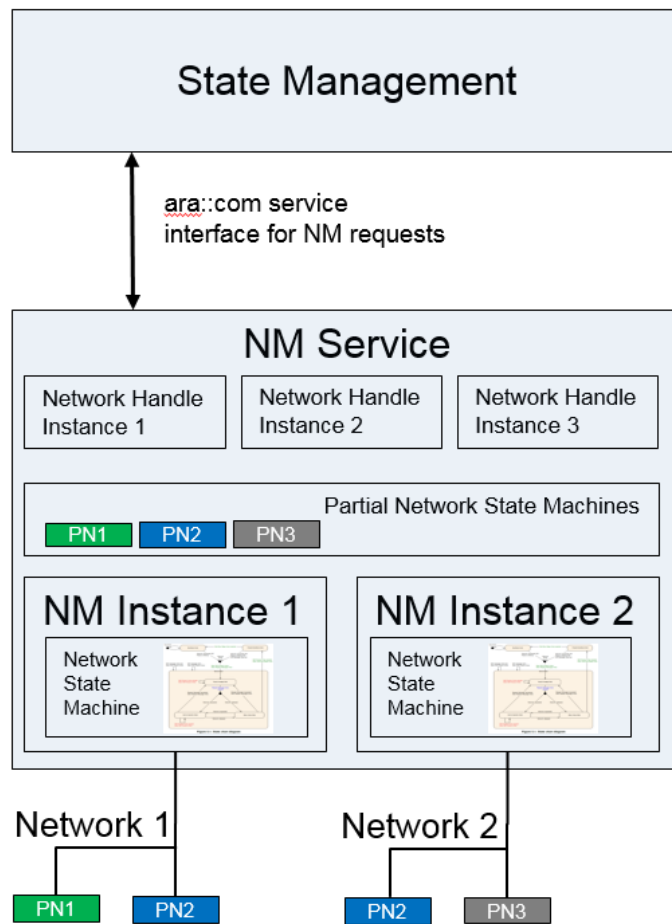 State Management
ara::com service
interface for NM requests
NM Service
Network Handle
Instance 1
Network Handle
Instance 2
Network Handle
Instance 3
Partial Network State Machines
PN1
PN2
PN3
NM Instance 1
Network
State
Machine
NM Instance 2
Network
State
Machine
Network 1
PN1
PN2
Network 2
PN2
PN3